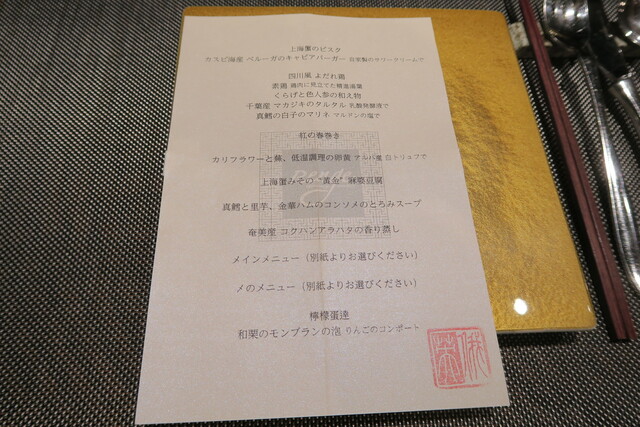 上海蟹のビスク
カスピ海産 ベルーガのキャビアバーガー 自家製のサワークリームで
四川風 よだれ鶏
素鶏 鶏肉に見立てた精進湯葉
くらげと色人参の和え物
千葉産 マカジキのタルタル 乳酸発酵層で
真鱈の白子のマリネ マルドンの塩で
紅の春巻き
カリフラワーと蕪、低温調理の卵黄 アルバ産 白トリュフで
上海蟹みその“黄金”麻婆豆腐
真鱈と里芋、金華ハムのコンソメのとろみスープ
奄美産 コクハンアラハタの香り蒸し
メインメニュー（別紙よりお選びください）
〆のメニュー（別紙よりお選びください）
檸檬蛋達
和栗のモンブランの泡 りんごのコンポート